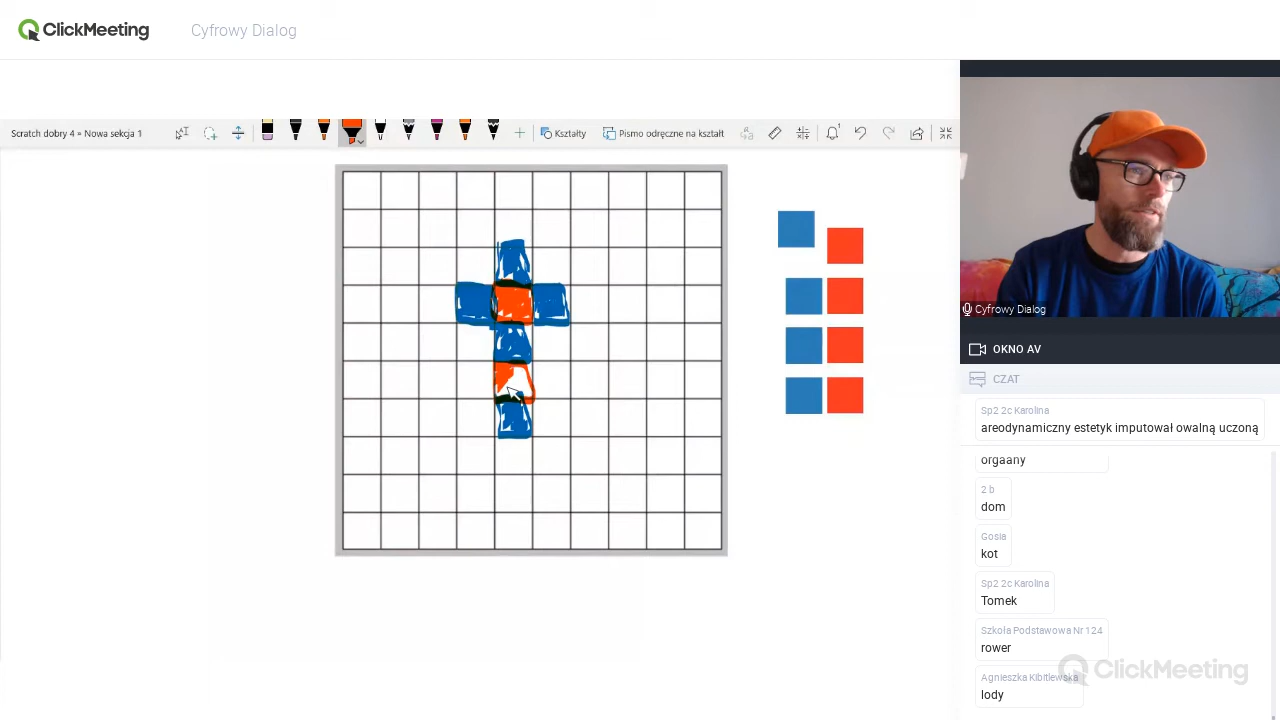 ClickMeeting
Cyfrowy Dialog
Scratch dobry 4 » Nowa sekcja 1
Kształty
Pismo odręczne na kształt
Cyfrowy Dialog
OKNO AV
CZAT
Sp2 2c Karolina
areodynamiczny estetyk imputował owalną uczoną
orgaany
2 b
dom
Gosia
kot
Sp2 2c Karolina
Tomek
Szkoła Podstawowa Nr 124
rower
Agnieszka Kibitlewska
lody
ClickMeeting